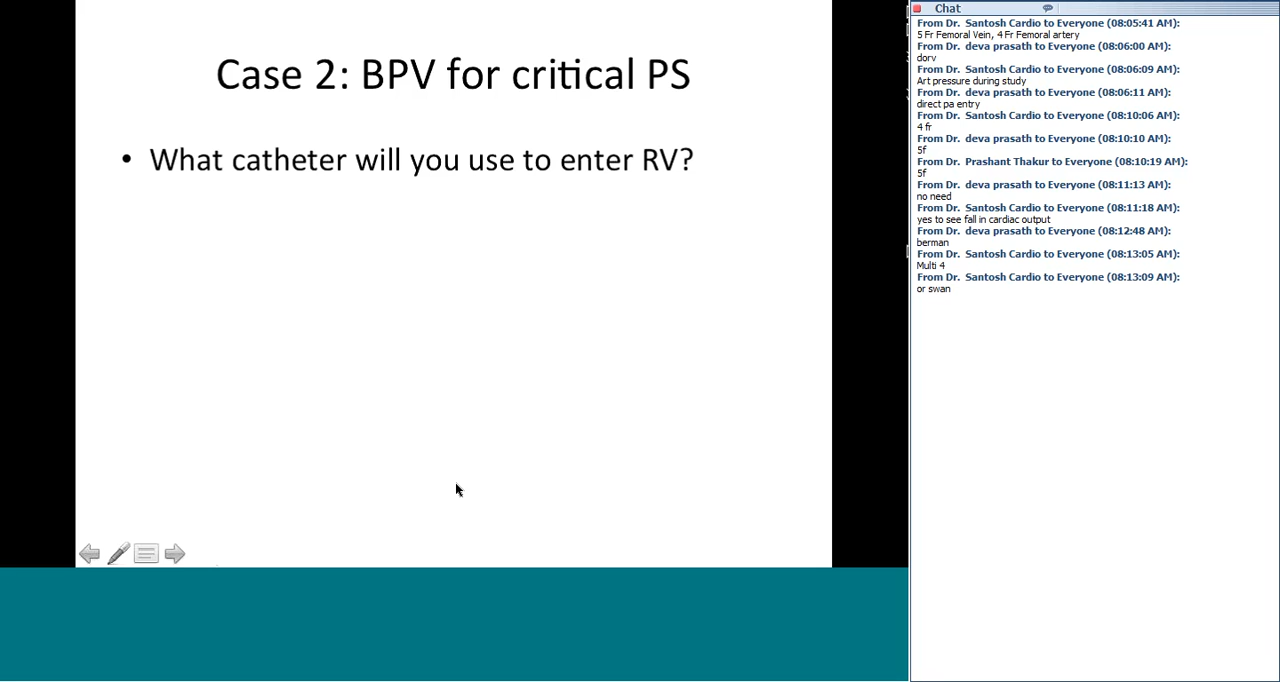 Case 2: BPV for critical PS
• What catheter will you use to enter RV?
Chat
From Dr. Santosh Cardio to Everyone (08:05:41 AM):
5 Fr Femoral Vein, 4 Fr Femoral artery
From Dr. deva prasath to Everyone (08:06:00 AM):
dorv
From Dr. Santosh Cardio to Everyone (08:06:09 AM):
Art pressure during study
From Dr. deva prasath to Everyone (08:06:11 AM):
direct pa entry
From Dr. Santosh Cardio to Everyone (08:10:06 AM):
4 fr
From Dr. deva prasath to Everyone (08:10:10 AM):
5f
From Dr. Prashant Thakur to Everyone (08:10:19 AM):
5f
From Dr. deva prasath to Everyone (08:11:13 AM):
no need
From Dr. Santosh Cardio to Everyone (08:11:18 AM):
yes to see fall in cardiac output
From Dr. deva prasath to Everyone (08:12:48 AM):
berman
From Dr. Santosh Cardio to Everyone (08:13:05 AM):
Multi 4
From Dr. Santosh Cardio to Everyone (08:13:09 AM):
or swan